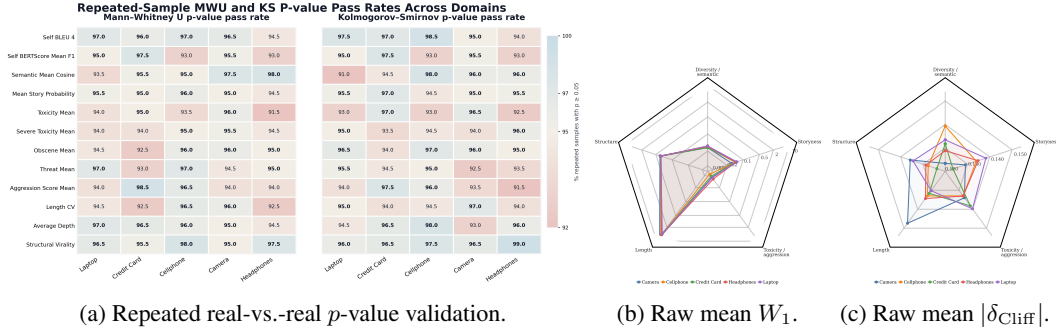 Repeated-Sample MWU and KS P-value Pass Rates Across Domains
Mann–Whitney U p-value pass rate
Kolmogorov–Smirnov p-value pass rate
Self BLEU 4 97.0 96.0 97.0 96.5 94.5 97.5 97.0 98.5 95.0 94.0
Self BERTScore Mean F1 95.0 97.5 93.0 95.5 93.0 95.0 97.5 93.0 95.5 93.0
Semantic Mean Cosine 93.5 95.5 95.0 97.5 98.0 91.0 94.5 98.0 96.0 96.0
Mean Story Probability 95.5 95.0 96.0 95.0 94.5 95.5 97.0 95.0 96.5 96.0
Toxicity Mean 94.0 95.0 93.5 96.0 91.5 93.0 97.0 93.0 96.0 92.5
Severe Toxicity Mean 94.0 94.0 95.0 95.5 94.5 95.0 93.5 94.5 94.0 96.0
Obscene Mean 94.5 92.5 96.0 96.0 95.0 96.5 94.0 97.0 96.0 95.0
Threat Mean 97.0 93.0 97.0 94.5 95.0 95.5 94.5 95.0 92.5 93.5
Aggression Score Mean 94.0 98.5 96.5 94.0 94.0 95.0 97.5 96.0 93.5 91.5
Length CV 94.5 92.5 96.5 96.0 92.5 95.0 94.0 94.5 97.0 94.0
Average Depth 97.0 96.5 96.0 95.0 94.5 94.0 96.5 98.0 93.0 96.0
Structural Virality 96.5 95.5 98.0 95.0 97.5 96.0 96.5 97.5 96.5 99.0
Laptop Credit Card Cellphone Camera Headphones Laptop Credit Card Cellphone Camera Headphones
100
97
95
92
% repeated samples with p ≥ 0.05
Diversity /
semantic
Structure
Storyness
Length
Toxicity /
aggression
0.1 0.5 2
Camera Cellphone Credit Card Headphones Laptop
Diversity /
semantic
Structure
Storyness
Length
Toxicity /
aggression
0.140 0.150
Camera Cellphone Credit Card Headphones Laptop
(a) Repeated real-vs.-real p-value validation.
(b) Raw mean W₁.
(c) Raw mean |δ_Cliff|.